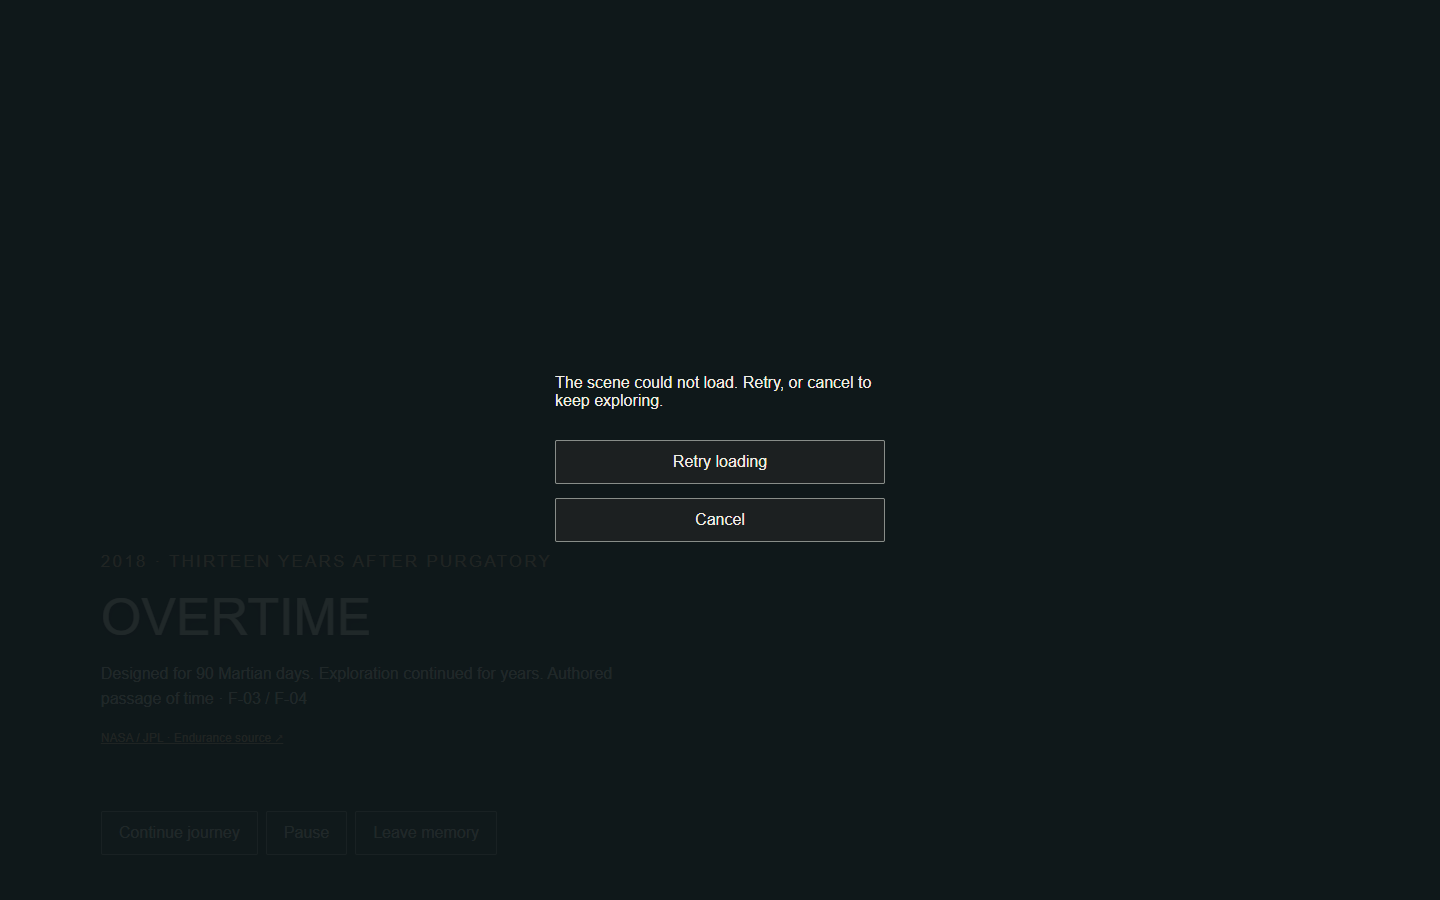 The scene could not load. Retry, or cancel to
keep exploring.
Retry loading
Cancel
2018 · THIRTEEN YEARS AFTER PURGATORY
OVERTIME
Designed for 90 Martian days. Exploration continued for years. Authored
passage of time · F-03 / F-04
NASA / JPL · Endurance source ↗
Continue journey
Pause
Leave memory